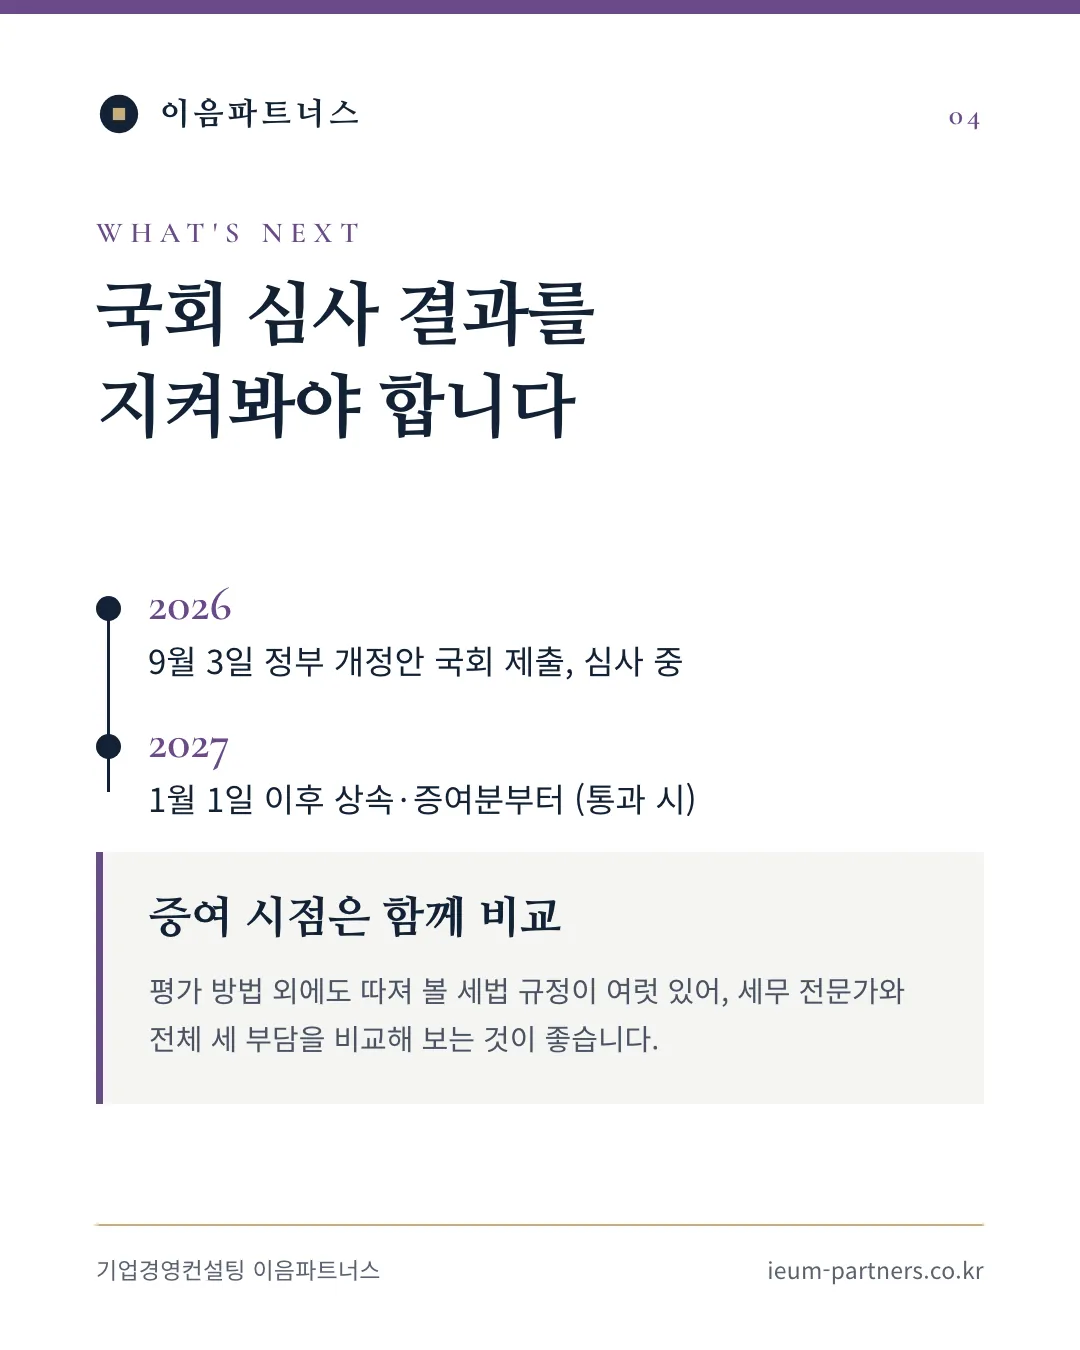 이음파트너스
04
WHAT'S NEXT
국회 심사 결과를
지켜봐야 합니다
2026
9월 3일 정부 개정안 국회 제출, 심사 중
2027
1월 1일 이후 상속·증여분부터 (통과 시)
증여 시점은 함께 비교
평가 방법 외에도 따져 볼 세법 규정이 여럿 있어, 세무 전문가와
전체 세 부담을 비교해 보는 것이 좋습니다.
기업경영컨설팅 이음파트너스
ieum-partners.co.kr